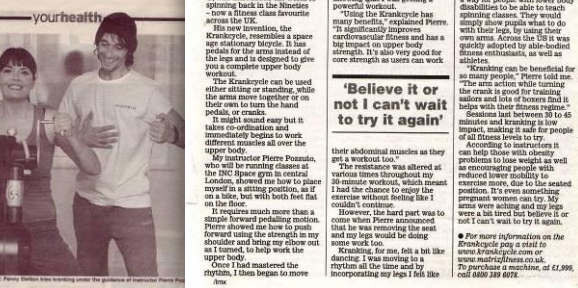 yourhealth
Penny Stretton tries kranking under the guidance of instructor Pierre
spinning back in the Nineties
– now a fitness class favourite
across the UK.
His new invention, the
Krankcycle, resembles a space
age stationary bicycle. It has
pedals for the arms instead of
the legs and is designed to give
you a complete upper body
workout.
The Krankcycle can be used
either sitting or standing, while
the arms move together or on
their own to turn the hand
pedals, or cranks.
It might sound easy but it
takes co-ordination and
immediately begins to work
different muscles all over the
upper body.
My instructor Pierre Pozzuto,
who will be running classes at
the INC Space gym in central
London, showed me how to place
myself in a sitting position, as if
on a bike, but with both feet flat
on the floor.
It requires much more than a
simple forward pedalling motion.
Pierre showed me how to push
forward using the strength in my
shoulder and bring my elbow out
as I turned, to help work the
upper body.
Once I had mastered the
rhythm, I then began to move
powerful workout.
"Using the Krankcycle has
many benefits," explained Pierre.
"It significantly improves
cardiovascular fitness and has a
big impact on upper body
strength. It's also very good for
core strength as users can work
'Believe it or
not I can't wait
to try it again'
their abdominal muscles as they
get a workout too."
The resistance was altered at
various times throughout my
30-minute workout, which meant
I had the chance to enjoy the
exercise without feeling like I
couldn't continue.
However, the hard part was to
come when Pierre announced
that he was removing the seat
and my legs would be doing
some work too.
Kranking, for me, felt a bit like
dancing. I was moving to a
rhythm all the time and by
incorporating my legs I felt like
a way for people with lower body
disabilities to be able to teach
spinning classes. They would
simply show pupils what to do
with their legs, by using their
own arms. Across the US it was
quickly adopted by able-bodied
fitness enthusiasts, as well as
athletes.
"Kranking can be beneficial for
so many people," Pierre told me.
"The arm action while turning
the crank is good for training
sailors and lots of boxers find it
helps with their fitness regime."
Sessions last between 30 to 45
minutes and kranking is low
impact, making it safe for people
of all fitness levels to try.
According to instructors it
can help those with obesity
problems to lose weight as well
as encouraging people with
reduced lower mobility to
exercise more, due to the seated
position. It's even something
pregnant women can try. My
arms were aching and my legs
were a bit tired but believe it or
not I can't wait to try it again.
● For more information on the
Krankcycle pay a visit to
www.krankcycle.com or
www.matrixfitness.co.uk.
To purchase a machine, at £1,999,
call 0800 389 6078.